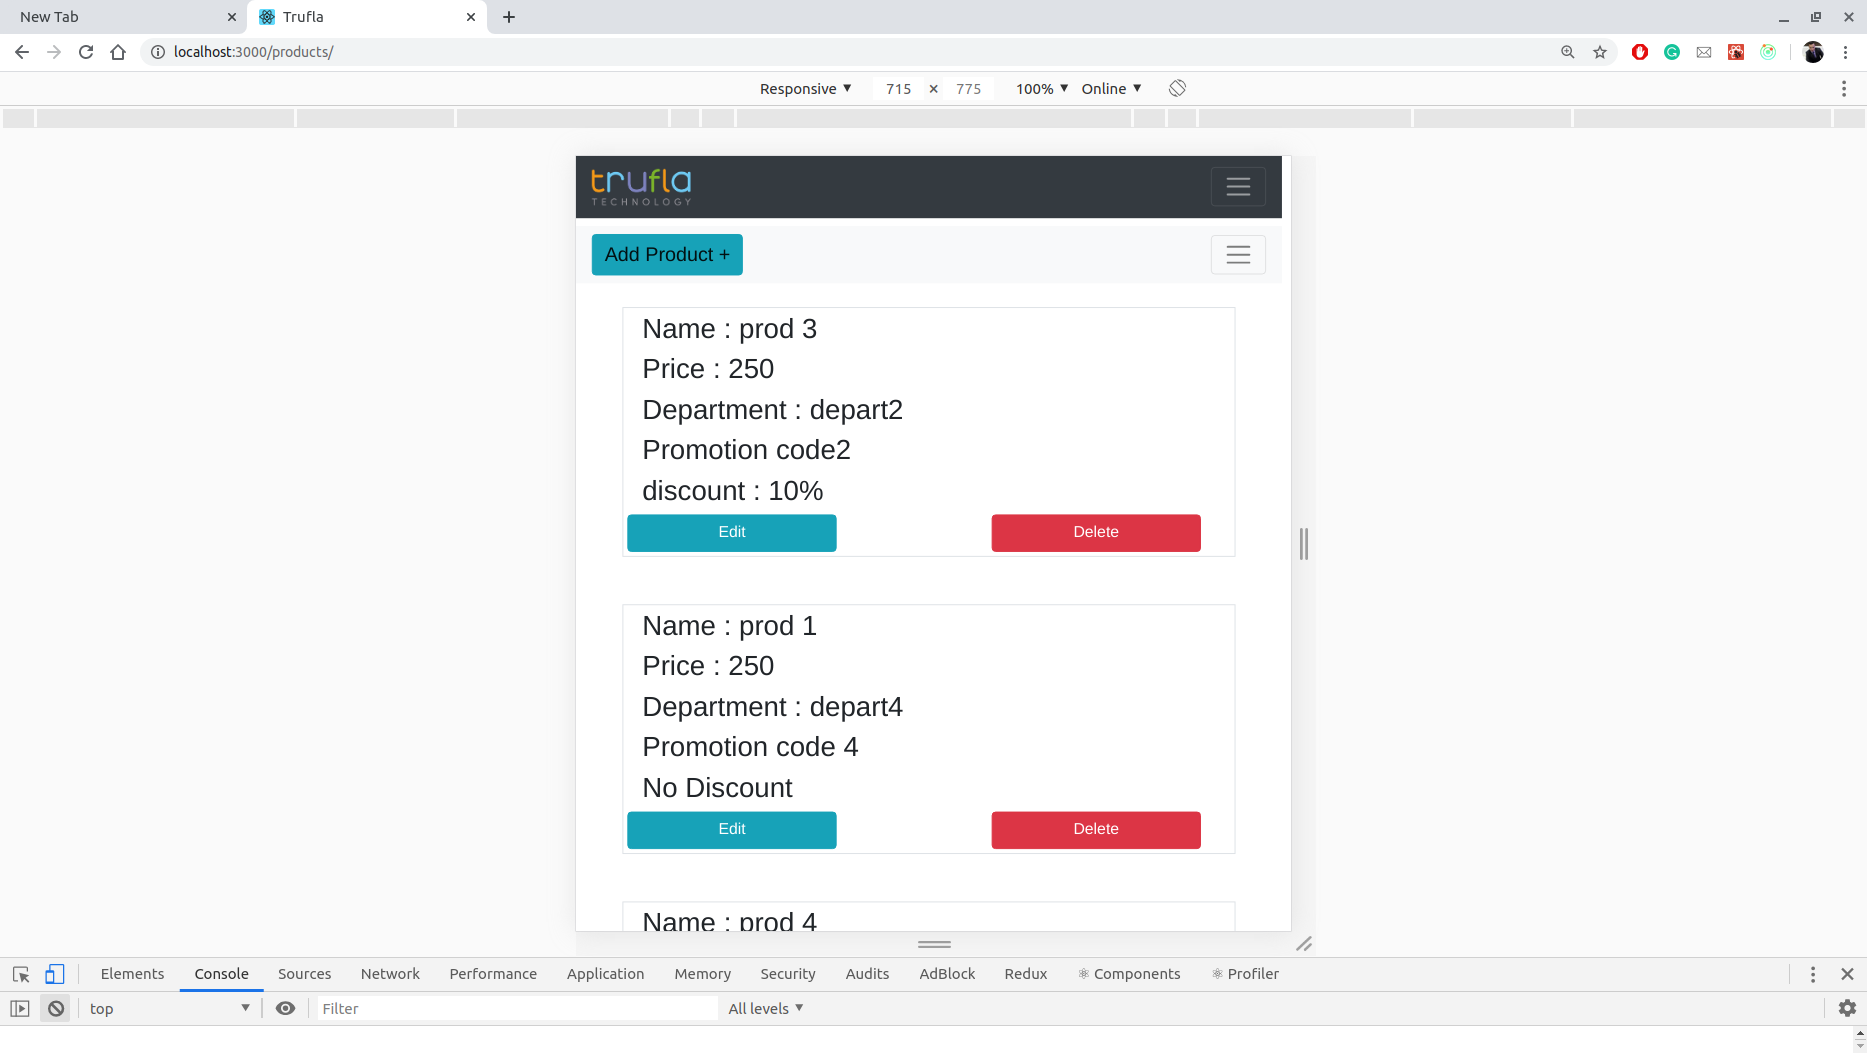 New Tab
Trufla
localhost:3000/products/
Responsive ▼ 715 × 775 100% ▼ Online ▼
trufla
TECHNOLOGY
Add Product +
Name : prod 3
Price : 250
Department : depart2
Promotion code2
discount : 10%
Edit Delete
Name : prod 1
Price : 250
Department : depart4
Promotion code 4
No Discount
Edit Delete
Name : prod 4
Elements Console Sources Network Performance Application Memory Security Audits AdBlock Redux ⚛ Components ⚛ Profiler
top ▼ Filter All levels ▼